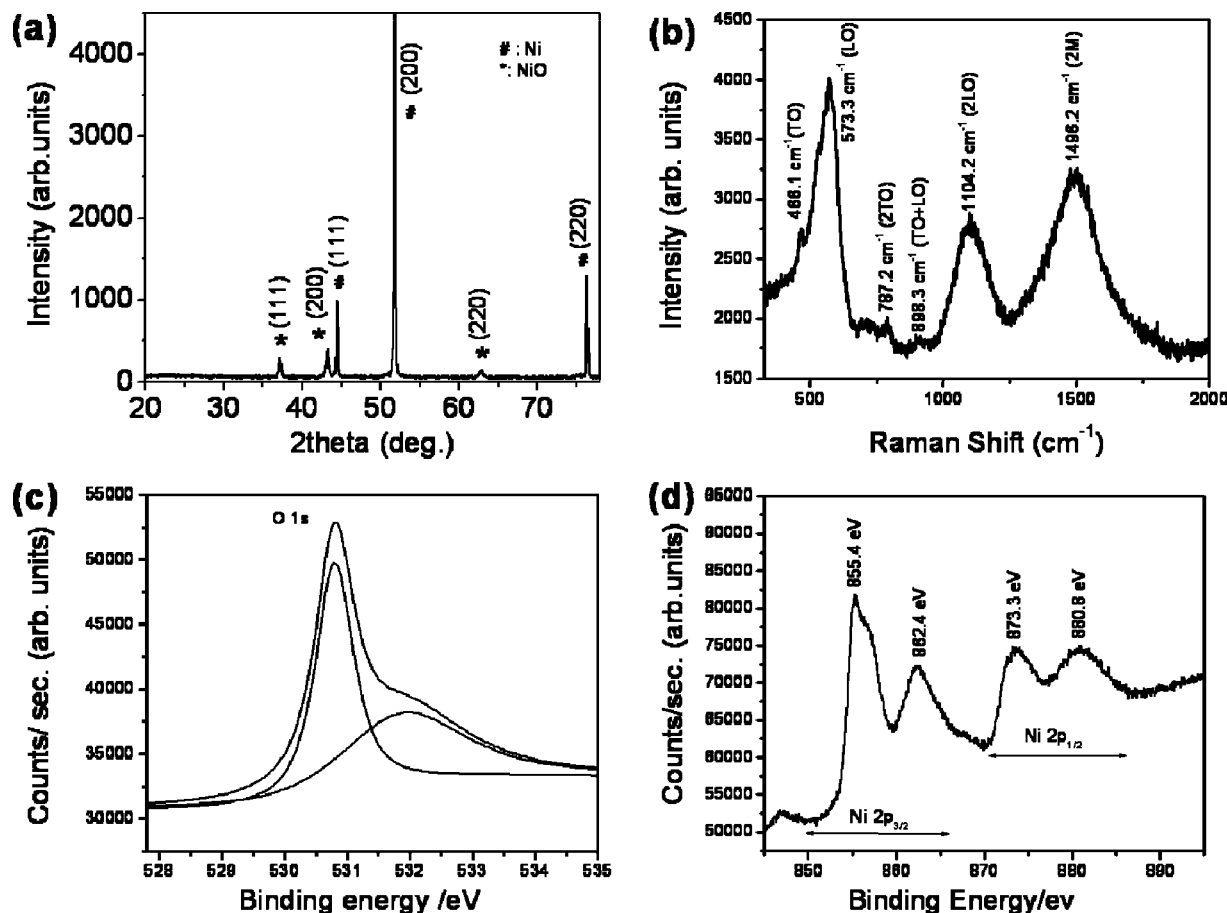 (a)
4000
3000
2000
1000
0
Intensity (arb.units)
# : Ni
*: NiO
* (111)
* (200)
# (111)
# (200)
* (220)
# (220)
20 30 40 50 60 70
2theta (deg.)
(b)
4500
4000
3500
3000
2500
2000
1500
Intensity (arb. units)
466.1 cm⁻¹(TO)
573.3 cm⁻¹ (LO)
787.2 cm⁻¹ (2TO)
898.3 cm⁻¹ (TO+LO)
1104.2 cm⁻¹ (2LO)
1496.2 cm⁻¹ (2M)
500 1000 1500 2000
Raman Shift (cm⁻¹)
(c)
55000
50000
45000
40000
35000
30000
Counts/ sec. (arb. units)
O 1s
528 529 530 531 532 533 534 535
Binding energy /eV
(d)
95000
90000
85000
80000
75000
70000
65000
60000
55000
50000
Counts/sec. (arb.units)
855.4 eV
862.4 eV
873.3 eV
880.8 eV
Ni 2p₁/₂
Ni 2p₃/₂
850 860 870 880 890
Binding Energy/ev